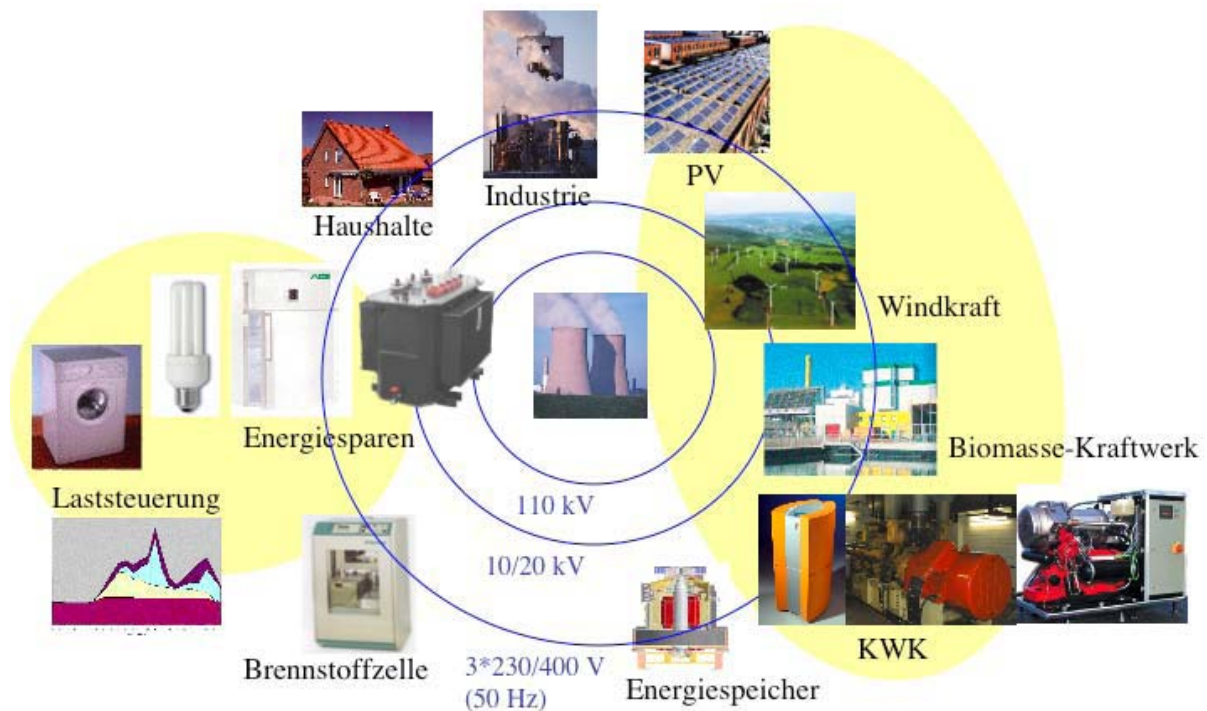 PV
Industrie
Haushalte
Windkraft
Energiesparen
Biomasse-Kraftwerk
Laststeuerung
110 kV
10/20 kV
KWK
Brennstoffzelle
3*230/400 V
(50 Hz)
Energiespeicher